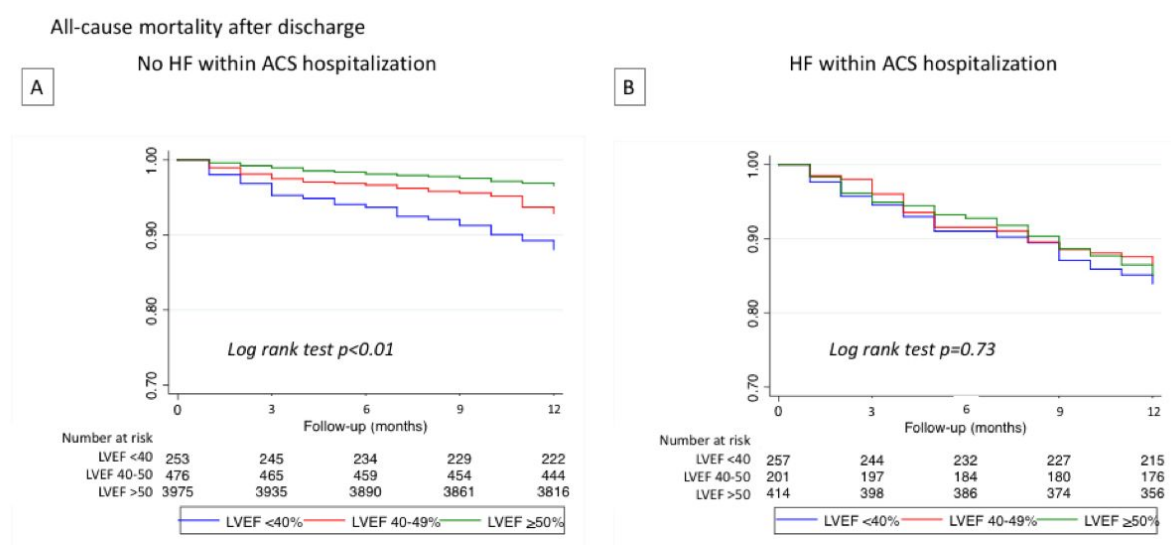 All-cause mortality after discharge
No HF within ACS hospitalization
A
1.00
0.90
0.80
0.70
Log rank test p<0.01
0 3 6 9 12
Follow-up (months)
Number at risk
LVEF <40 253 245 234 229 222
LVEF 40-50 476 465 459 454 444
LVEF >50 3975 3935 3890 3861 3816
LVEF <40% LVEF 40-49% LVEF ≥50%
HF within ACS hospitalization
B
1.00
0.90
0.80
0.70
Log rank test p=0.73
0 3 6 9 12
Follow-up (months)
Number at risk
LVEF <40 257 244 232 227 215
LVEF 40-50 201 197 184 180 176
LVEF >50 414 398 386 374 356
LVEF <40% LVEF 40-49% LVEF ≥50%